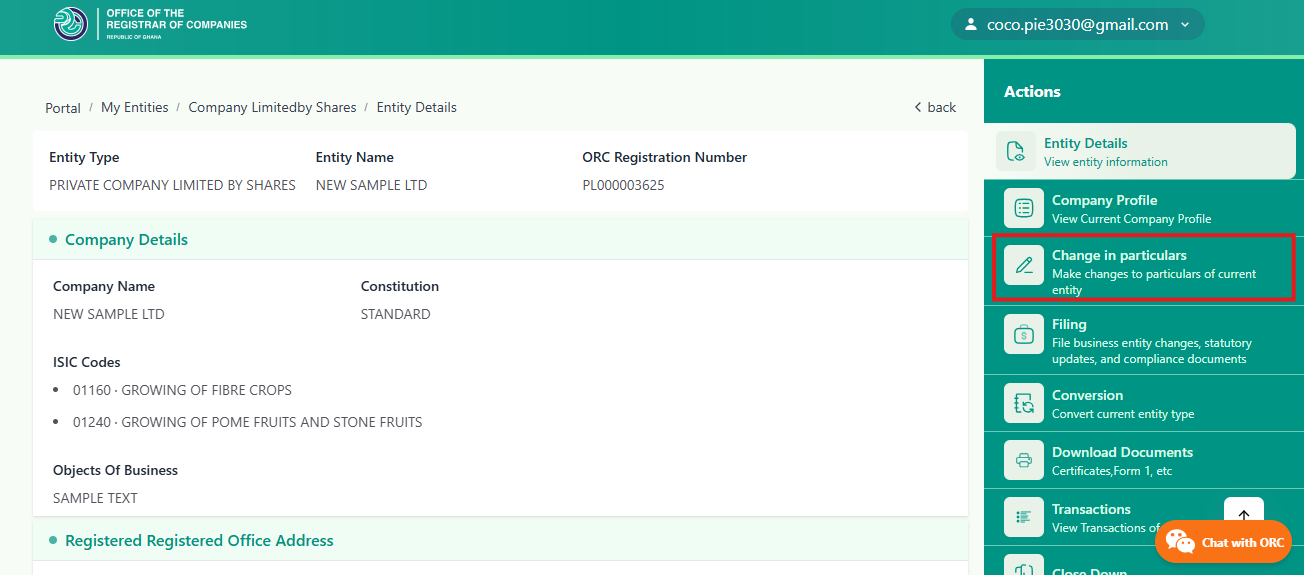 OFFICE OF THE
REGISTRAR OF COMPANIES
REPUBLIC OF GHANA
coco.pie3030@gmail.com
Portal / My Entities / Company Limitedby Shares / Entity Details
back
Entity Type
Entity Name
ORC Registration Number
PRIVATE COMPANY LIMITED BY SHARES
NEW SAMPLE LTD
PL000003625
Company Details
Company Name
Constitution
NEW SAMPLE LTD
STANDARD
ISIC Codes
• 01160 · GROWING OF FIBRE CROPS
• 01240 · GROWING OF POME FRUITS AND STONE FRUITS
Objects Of Business
SAMPLE TEXT
Registered Registered Office Address
Actions
Entity Details
View entity information
Company Profile
View Current Company Profile
Change in particulars
Make changes to particulars of current
entity
Filing
File business entity changes, statutory
updates, and compliance documents
Conversion
Convert current entity type
Download Documents
Certificates,Form 1, etc
Transactions
View Transactions of
Chat with ORC
Close Down